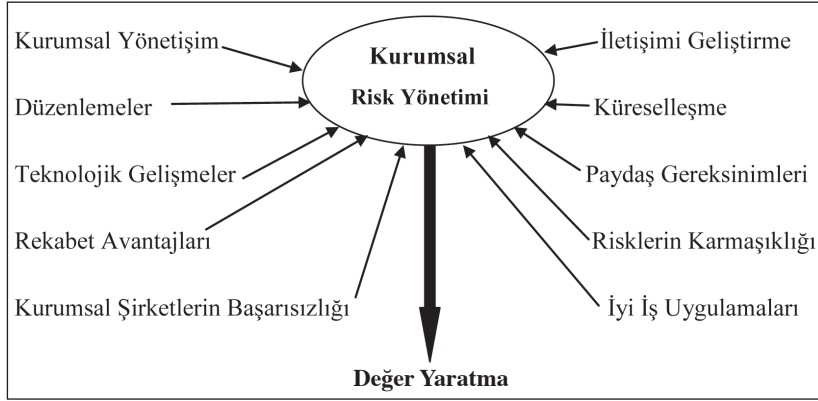 Kurumsal Yönetişim
Düzenlemeler
Teknolojik Gelişmeler
Rekabet Avantajları
Kurumsal Şirketlerin Başarısızlığı
Kurumsal
Risk Yönetimi
İletişimi Geliştirme
Küreselleşme
Paydaş Gereksinimleri
Risklerin Karmaşıklığı
İyi İş Uygulamaları
Değer Yaratma